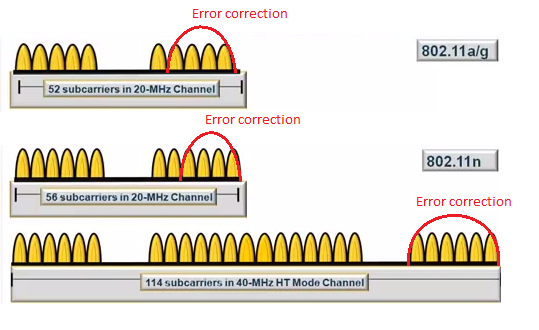 Error correction
802.11a/g
52 subcarriers in 20-MHz Channel
Error correction
802.11n
56 subcarriers in 20-MHz Channel
Error correction
114 subcarriers in 40-MHz HT Mode Channel